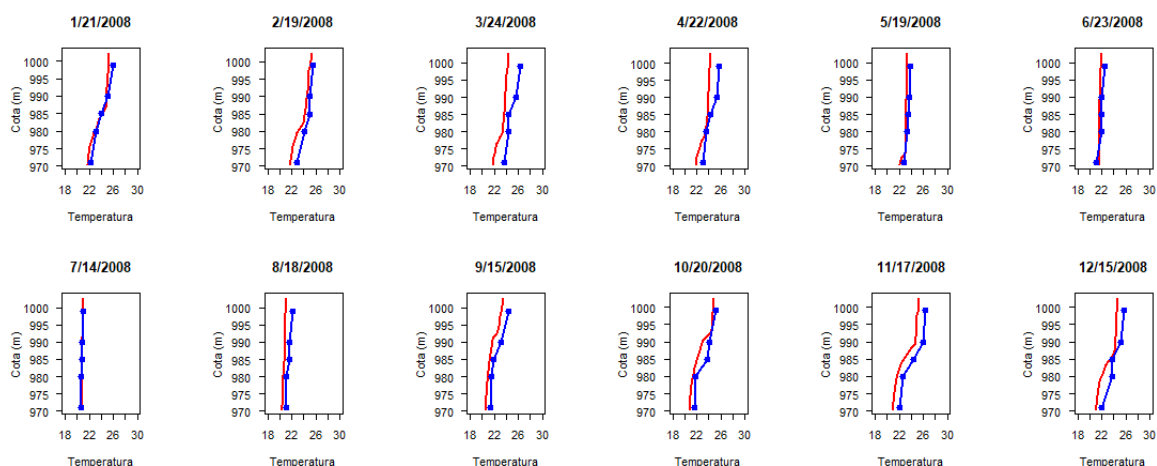 1/21/2008 2/19/2008 3/24/2008 4/22/2008 5/19/2008 6/23/2008
1000 1000 1000 1000 1000 1000
995 995 995 995 995 995
990 990 990 990 990 990
985 985 985 985 985 985
980 980 980 980 980 980
975 975 975 975 975 975
970 970 970 970 970 970
Cota (m) Cota (m) Cota (m) Cota (m) Cota (m) Cota (m)
18 22 26 30 18 22 26 30 18 22 26 30 18 22 26 30 18 22 26 30 18 22 26 30
Temperatura Temperatura Temperatura Temperatura Temperatura Temperatura
7/14/2008 8/18/2008 9/15/2008 10/20/2008 11/17/2008 12/15/2008
1000 1000 1000 1000 1000 1000
995 995 995 995 995 995
990 990 990 990 990 990
985 985 985 985 985 985
980 980 980 980 980 980
975 975 975 975 975 975
970 970 970 970 970 970
Cota (m) Cota (m) Cota (m) Cota (m) Cota (m) Cota (m)
18 22 26 30 18 22 26 30 18 22 26 30 18 22 26 30 18 22 26 30 18 22 26 30
Temperatura Temperatura Temperatura Temperatura Temperatura Temperatura